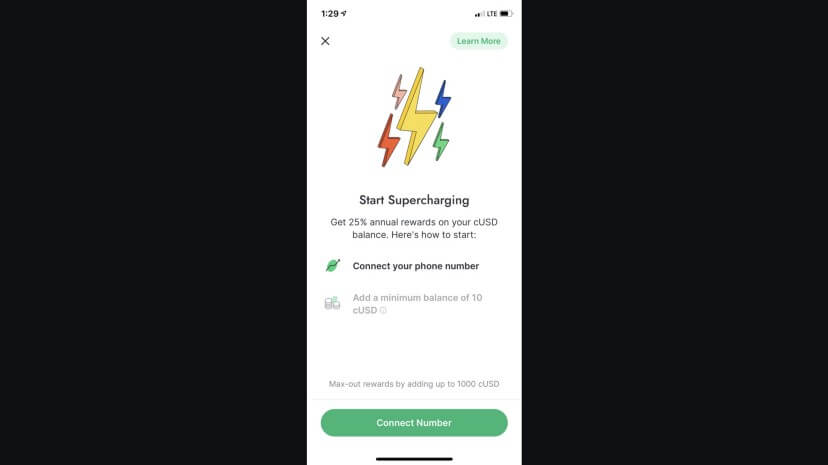 1:29
LTE
Learn More
Start Supercharging
Get 25% annual rewards on your cUSD
balance. Here's how to start:
Connect your phone number
Add a minimum balance of 10
cUSD
Max-out rewards by adding up to 1000 cUSD
Connect Number